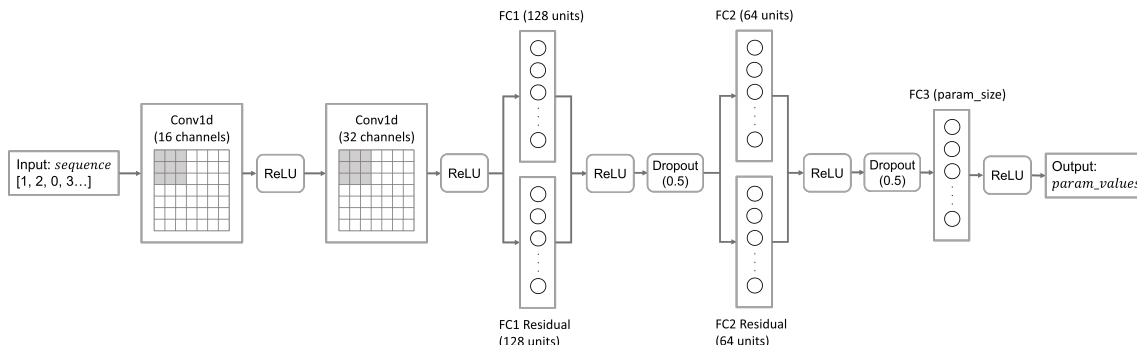 Input: sequence
[1, 2, 0, 3…]
Conv1d
(16 channels)
ReLU
Conv1d
(32 channels)
ReLU
FC1 (128 units)
FC1 Residual
(128 units)
ReLU
Dropout
(0.5)
FC2 (64 units)
FC2 Residual
(64 units)
ReLU
Dropout
(0.5)
FC3 (param_size)
ReLU
Output:
param_values